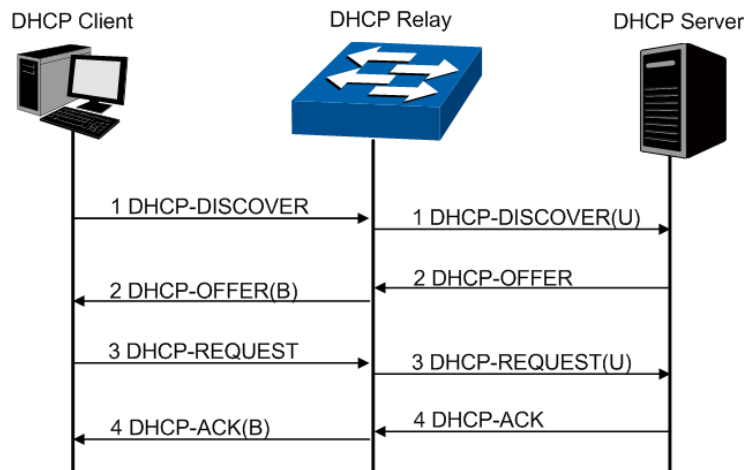 DHCP Client
DHCP Relay
DHCP Server
1 DHCP-DISCOVER
1 DHCP-DISCOVER(U)
2 DHCP-OFFER
2 DHCP-OFFER(B)
3 DHCP-REQUEST
3 DHCP-REQUEST(U)
4 DHCP-ACK
4 DHCP-ACK(B)